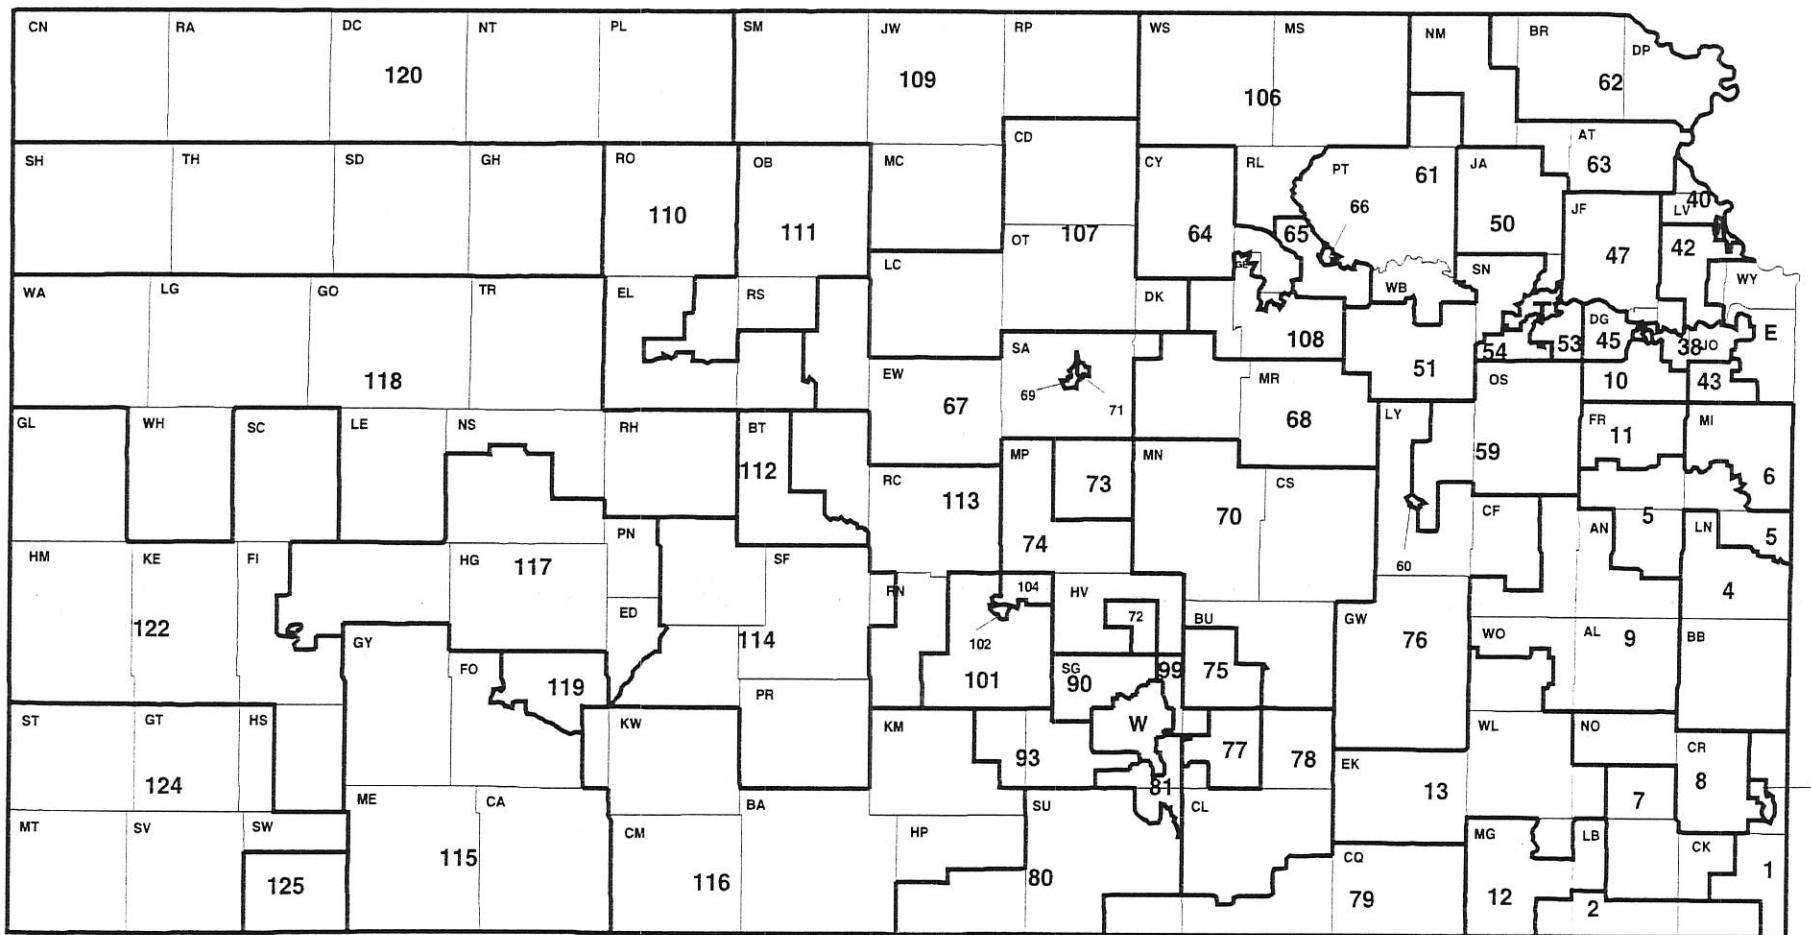 CN RA DC NT PL SM JW RP WS MS NM BR DP
120 109 106 62
SH TH SD GH RO OB MC CD CY RL PT JA AT
110 111 107 64 65 66 61 50 63
OT JF LV 40
47 42
WA LG GO TR EL RS LC DK GE WB SN WY
118 108 51 54 53 DG 45 38 JO E
EW SA MR OS 10 43
67 69 71 68
GL WH SC LE NS RH BT MP MN LY FR MI
112 73 59 11 6
RC 113 CS
74 70 CF AN 5 LN 5
HM KE FI HG 117 PN SF 60
122 RN 104 HV 4
ED 102 72 BU GW
GY 114 76 WO AL 9 BB
FO 119 101 SG 90 99 75
PR
ST GT HS KW KM W WL NO
124 93 77 78 CR
EK 13 8
81 7
ME CA BA SU CL
MT SV SW CM HP MG LB CK
115 CQ
125 116 80 79 12 2 1